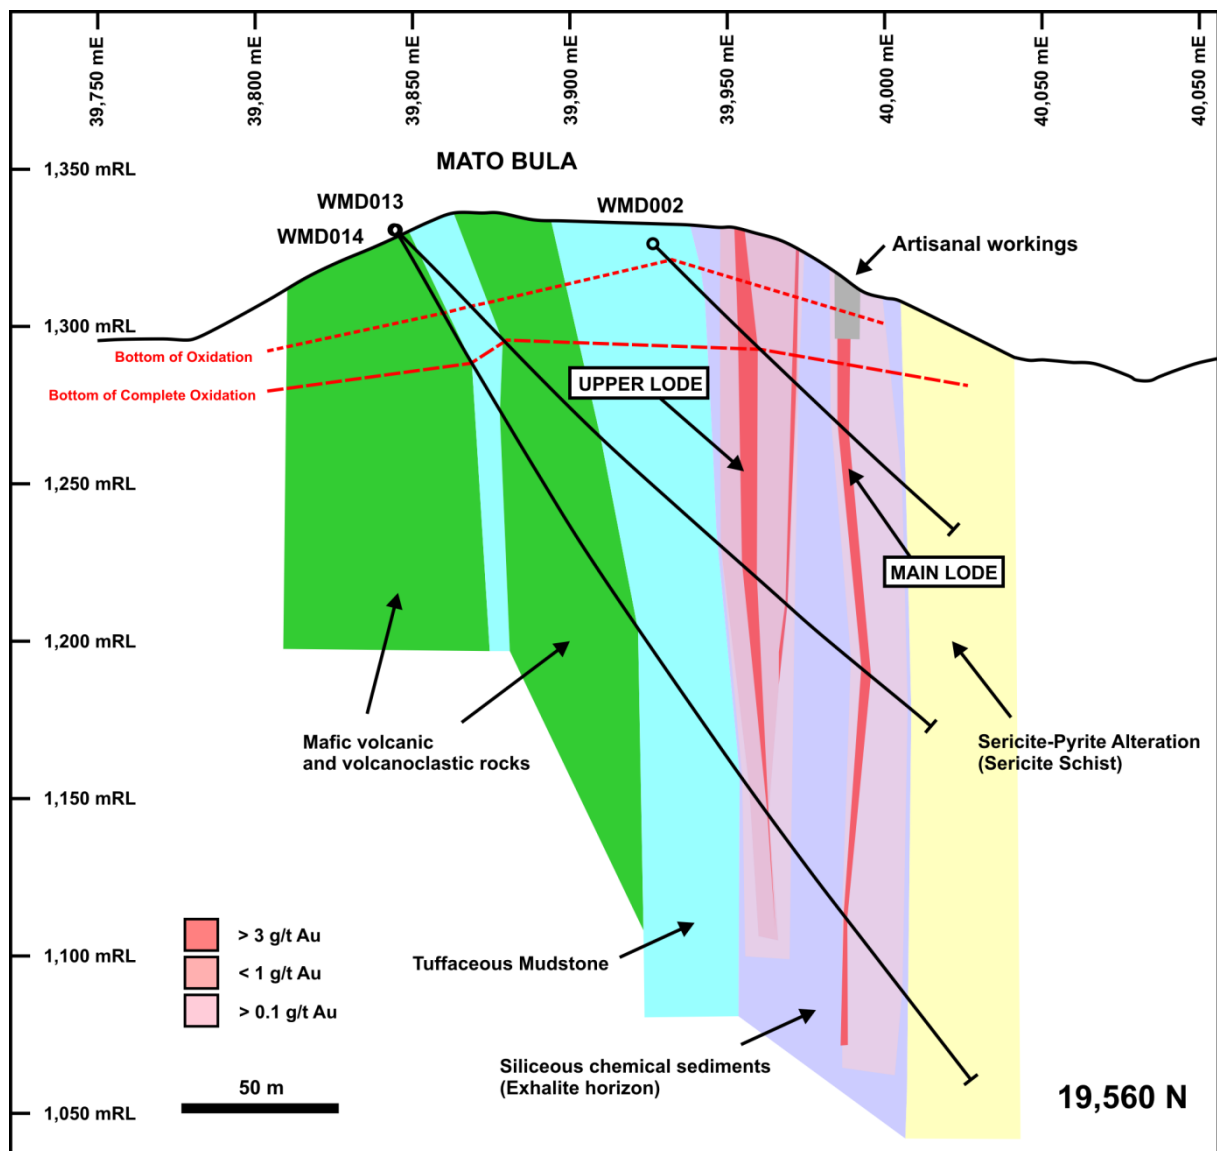 39,750 mE
39,800 mE
39,850 mE
39,900 mE
39,950 mE
40,000 mE
40,050 mE
40,050 mE
1,350 mRL
MATO BULA
WMD013
WMD002
WMD014
Artisanal workings
1,300 mRL
Bottom of Oxidation
Bottom of Complete Oxidation
UPPER LODE
1,250 mRL
MAIN LODE
1,200 mRL
Mafic volcanic
and volcanoclastic rocks
Sericite-Pyrite Alteration
(Sericite Schist)
1,150 mRL
> 3 g/t Au
< 1 g/t Au
> 0.1 g/t Au
1,100 mRL
Tuffaceous Mudstone
Siliceous chemical sediments
(Exhalite horizon)
50 m
1,050 mRL
19,560 N